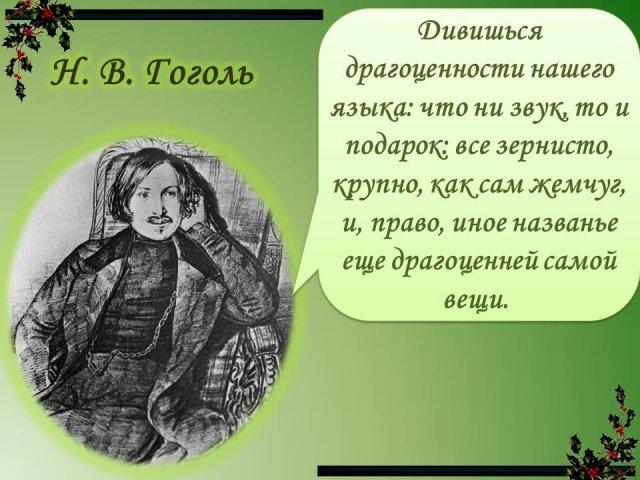 Н. В. Гоголь
Дивишься
драгоценности нашего
языка: что ни звук, то и
подарок: все зернисто,
крупно, как сам жемчуг,
и, право, иное названье
еще драгоценней самой
вещи.